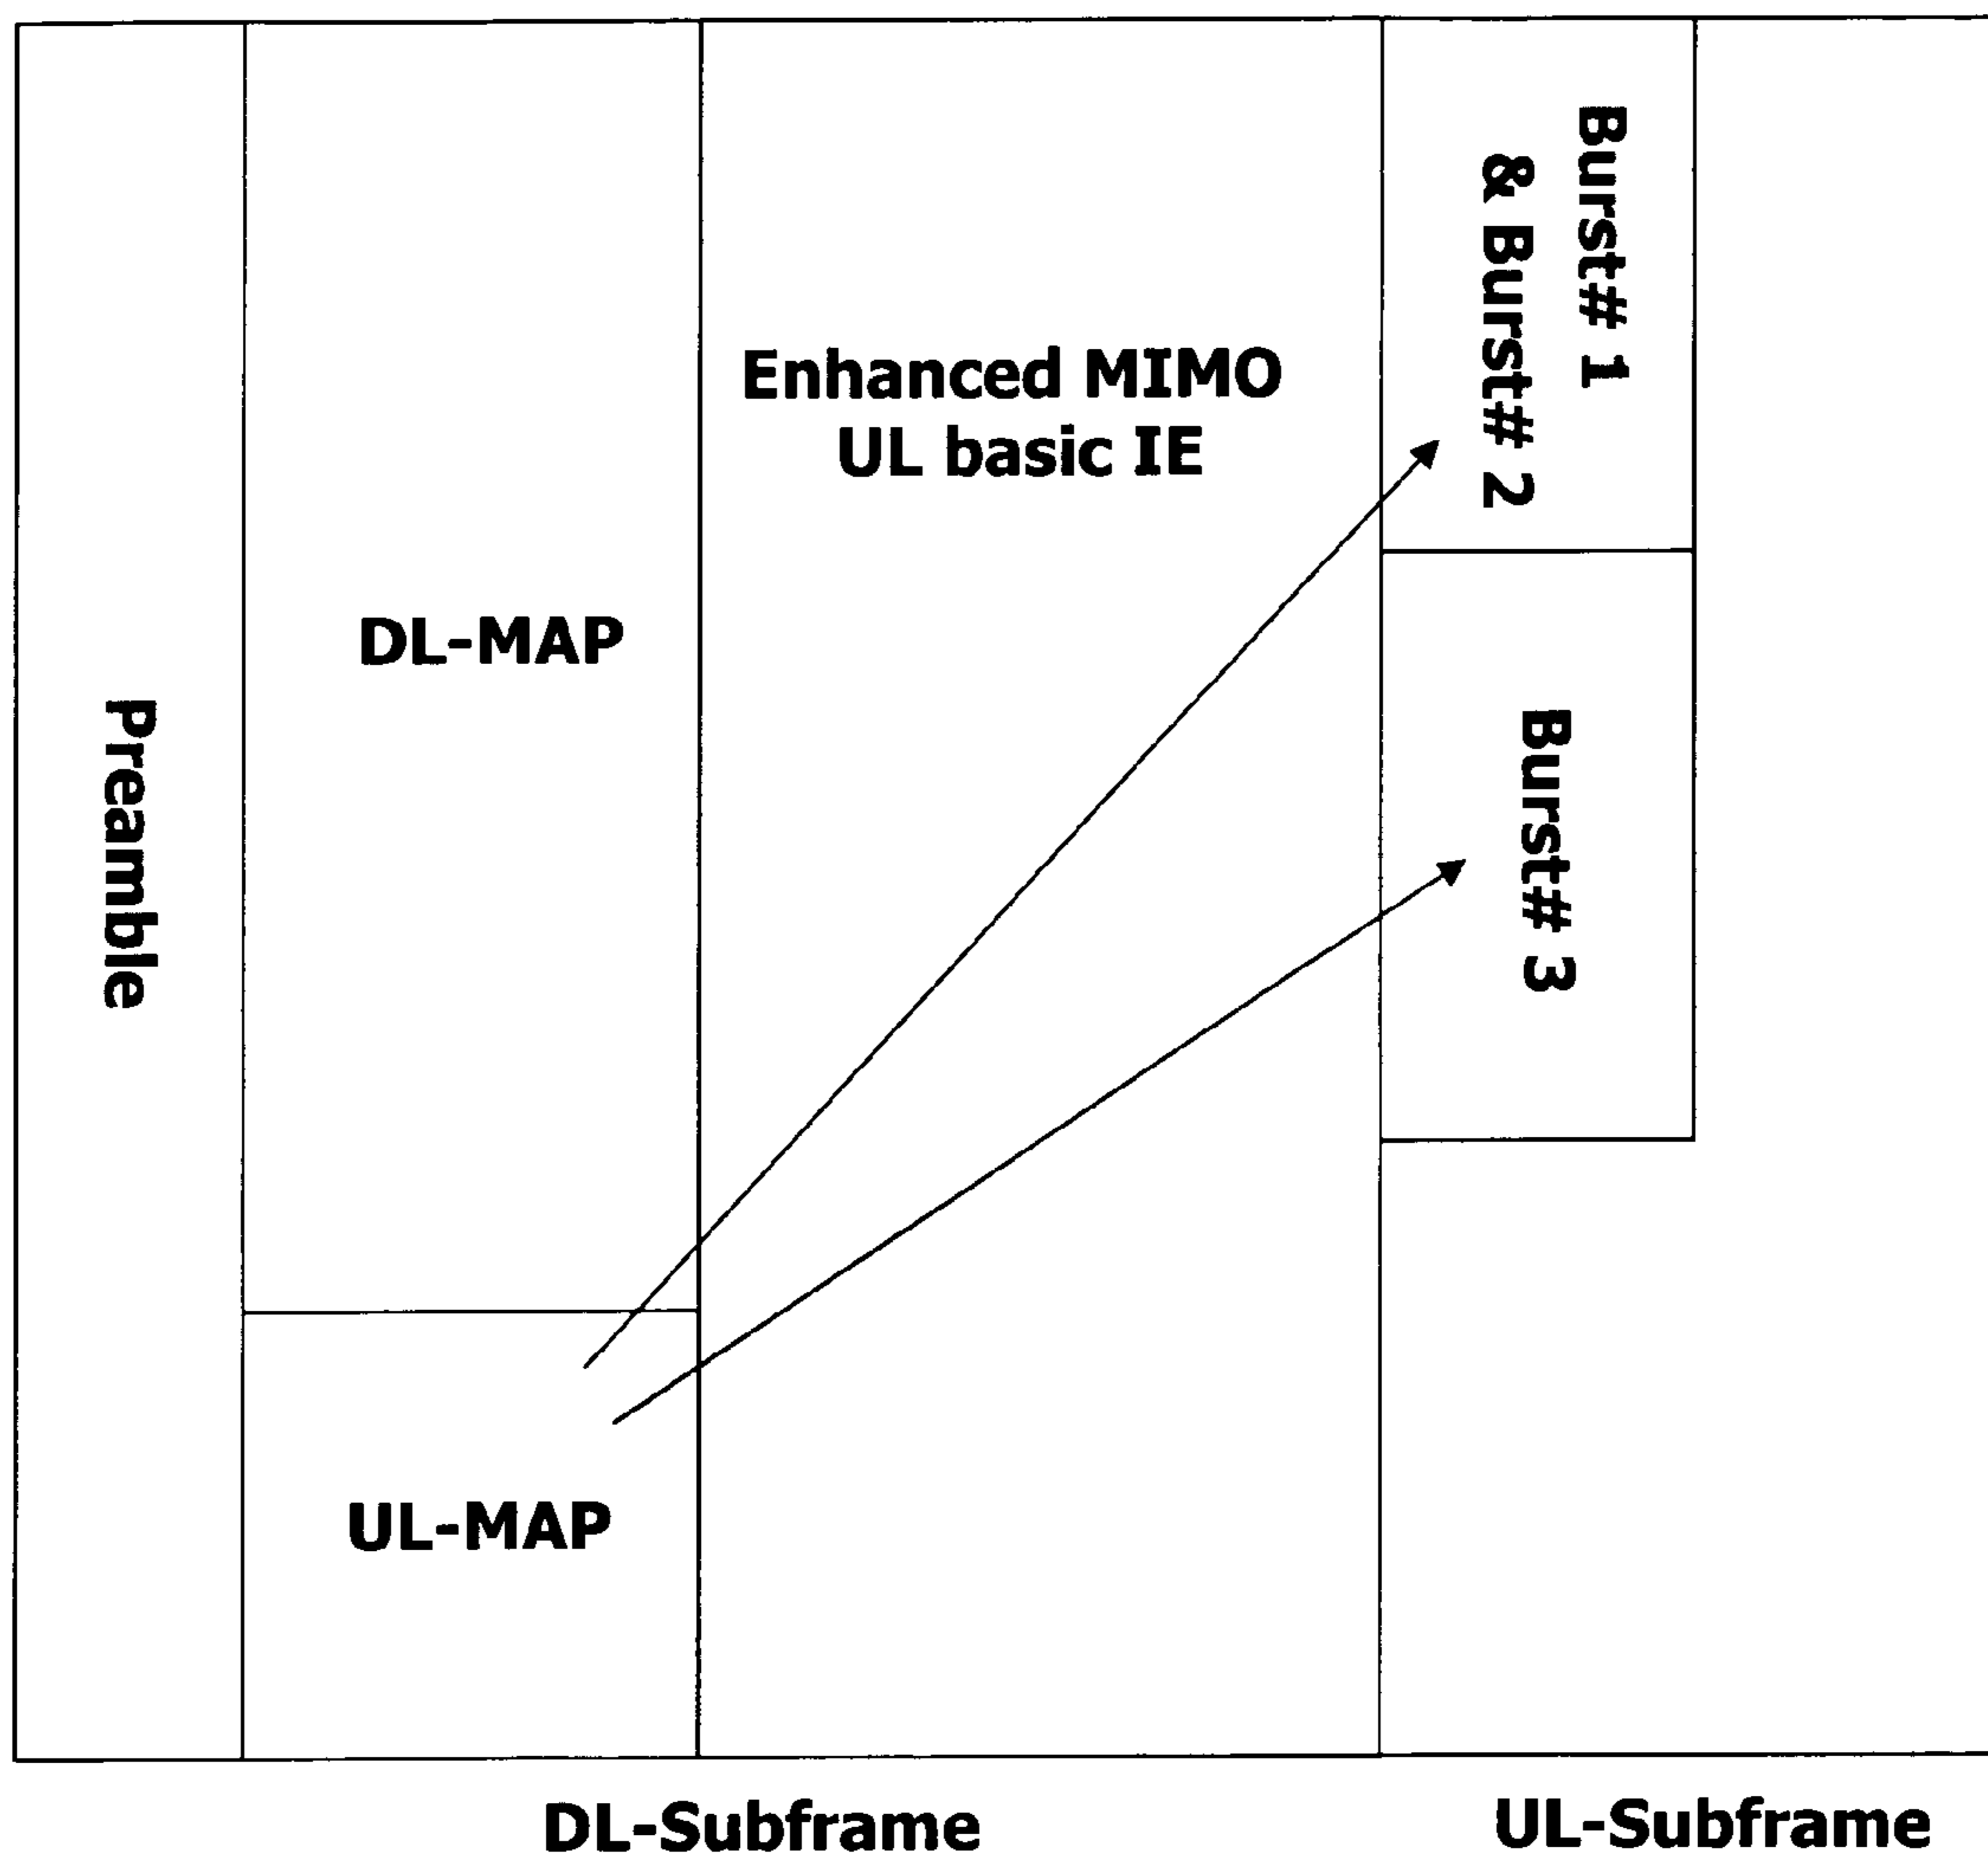 Preamble
DL-MAP
UL-MAP
Enhanced MIMO
UL basic IE
Burst# 1
& Burst# 2
Burst# 3
DL-Subframe
UL-Subframe